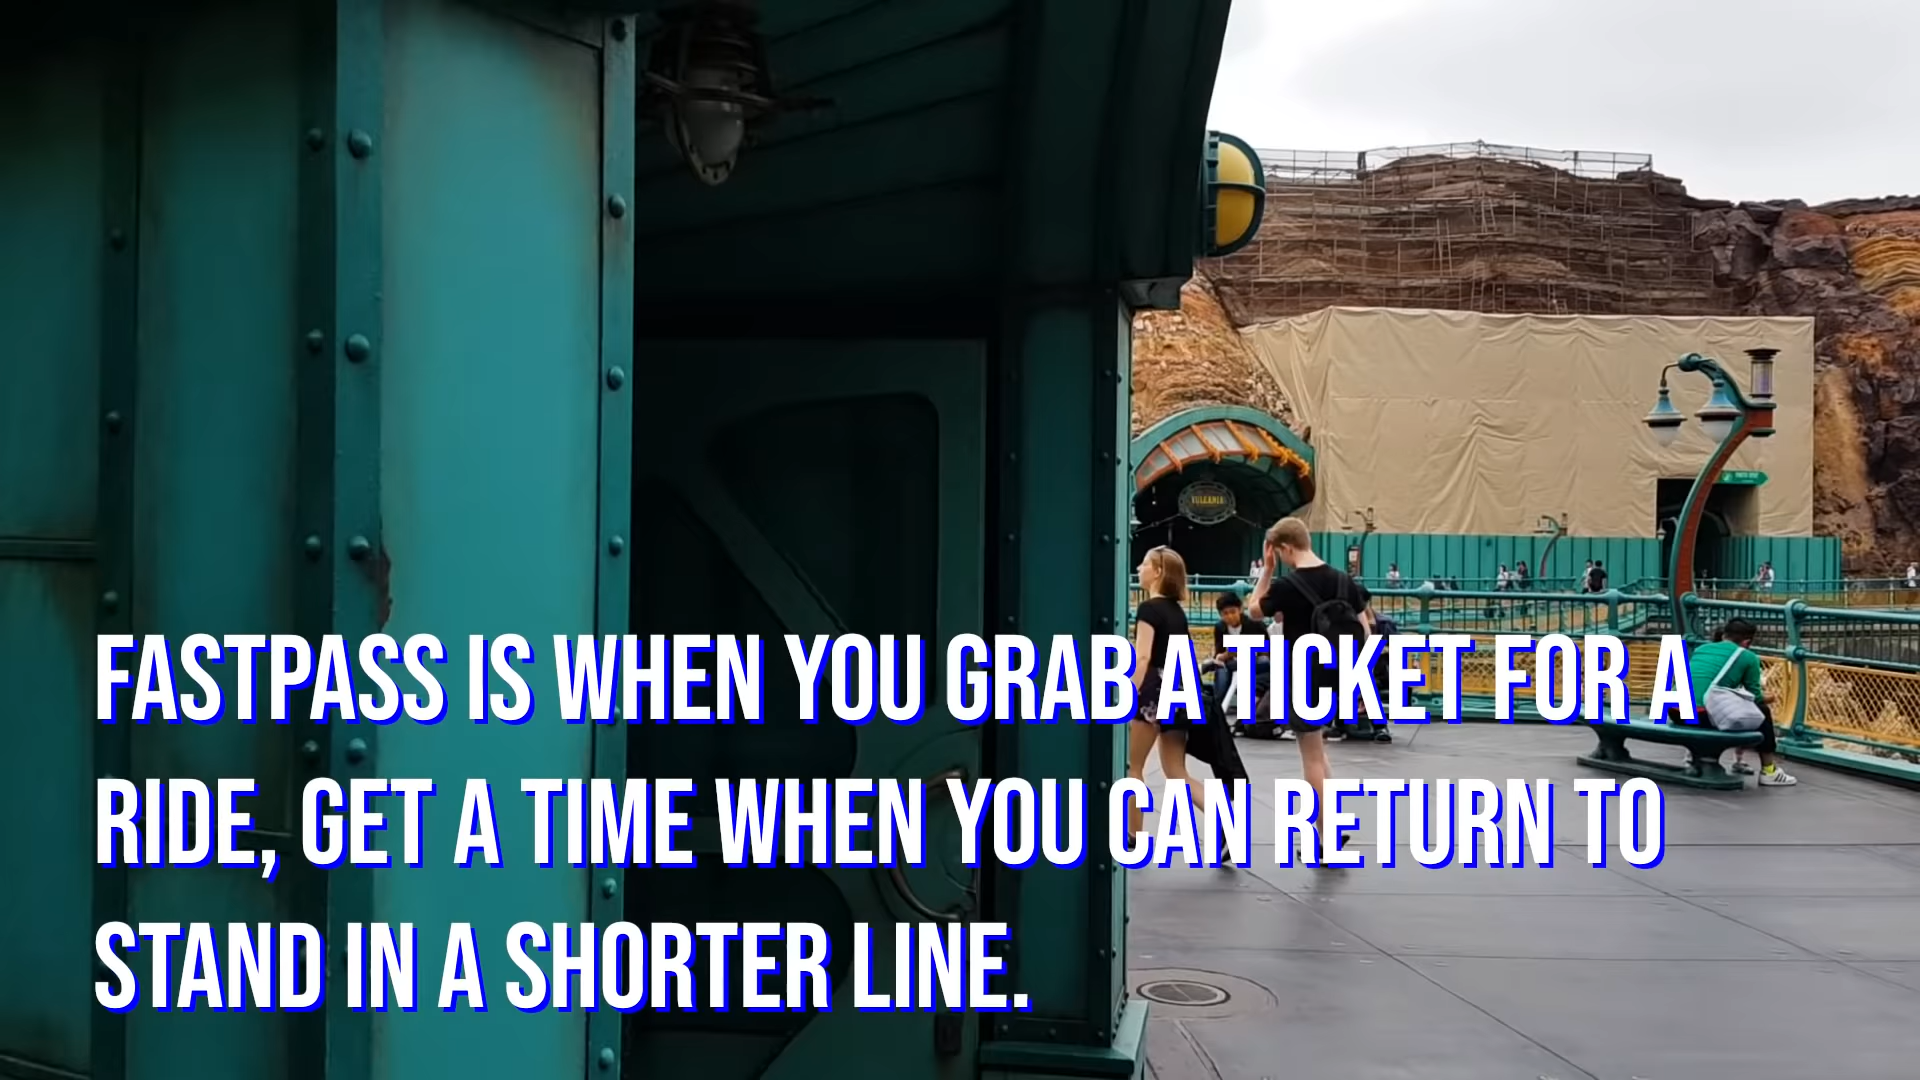 VULCANIA
FASTPASS IS WHEN YOU GRAB A TICKET FOR A
RIDE, GET A TIME WHEN YOU CAN RETURN TO
STAND IN A SHORTER LINE.